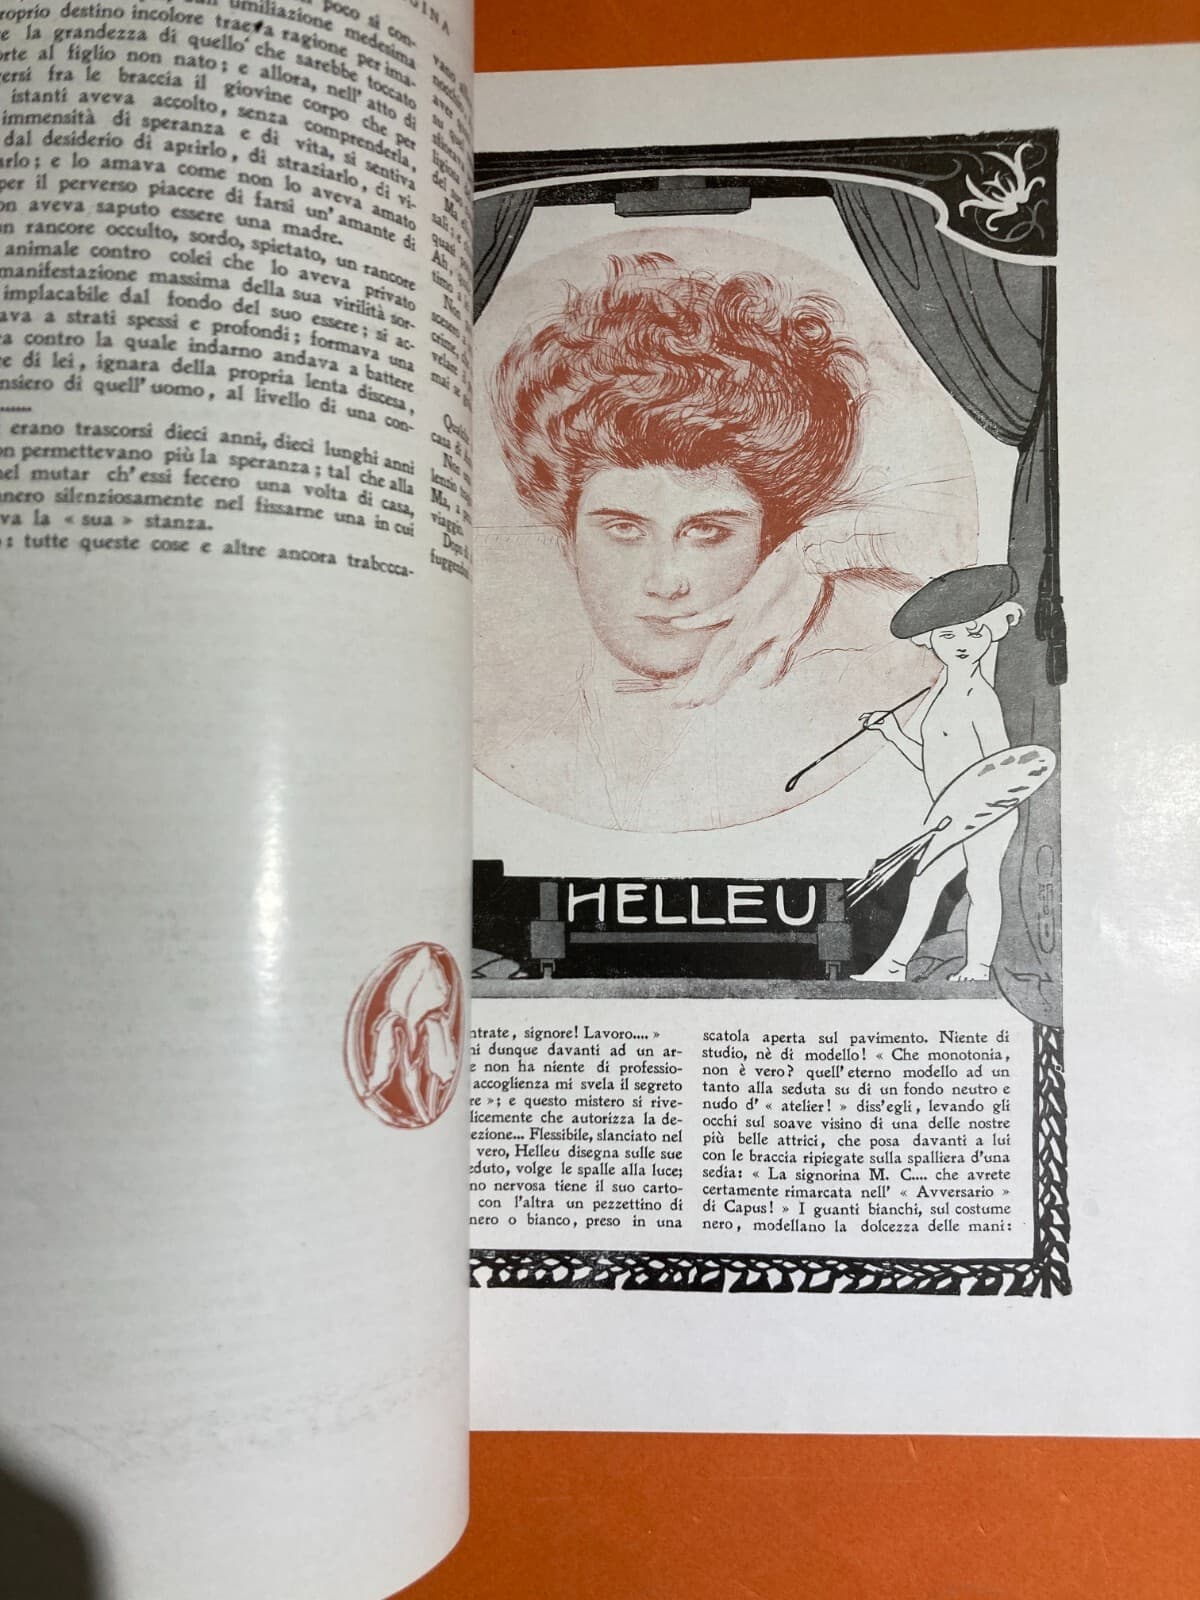 poco si con-
umiliazione medesima
roprio destino incolore traeva ragione per ima-
e la grandezza di quello che sarebbe toccato
orte al figlio non nato; e allora, nell' atto di
ersi fra le braccia il giovine corpo che per
istanti aveva accolto, senza comprenderla,
immensità di speranza e di vita, si sentiva
dal desiderio di aprirlo, di straziarlo, di vi-
arlo; e lo amava come non lo aveva amato
per il perverso piacere di farsi un' amante di
on aveva saputo essere una madre.
un rancore occulto, sordo, spietato, un rancore
animale contro colei che lo aveva privato
manifestazione massima della sua virilità sor-
implacabile dal fondo del suo essere; si ac-
ava a strati spessi e profondi; formava una
a contro la quale indarno andava a battere
e di lei, ignara della propria lenta discesa,
nsiero di quell' uomo, al livello di una con-
erano trascorsi dieci anni, dieci lunghi anni
on permettevano più la speranza; tal che alla
nel mutar ch'essi fecero una volta di casa,
nero silenziosamente nel fissarne una in cui
va la « sua » stanza.
: tutte queste cose e altre ancora trabocca-
HELLEU
ntrate, signore! Lavoro.... »
ni dunque davanti ad un ar-
e non ha niente di professio-
accoglienza mi svela il segreto
re »; e questo mistero si rive-
licemente che autorizza la de-
ezione... Flessibile, slanciato nel
vero, Helleu disegna sulle sue
eduto, volge le spalle alla luce;
no nervosa tiene il suo carto-
con l'altra un pezzettino di
nero o bianco, preso in una
scatola aperta sul pavimento. Niente di
studio, nè di modello! « Che monotonia,
non è vero? quell' eterno modello ad un
tanto alla seduta su di un fondo neutro e
nudo d' « atelier! » diss'egli, levando gli
occhi sul soave visino di una delle nostre
più belle attrici, che posa davanti a lui
con le braccia ripiegate sulla spalliera d'una
sedia: « La signorina M. C.... che avrete
certamente rimarcata nell' « Avversario »
di Capus! » I guanti bianchi, sul costume
nero, modellano la dolcezza delle mani: